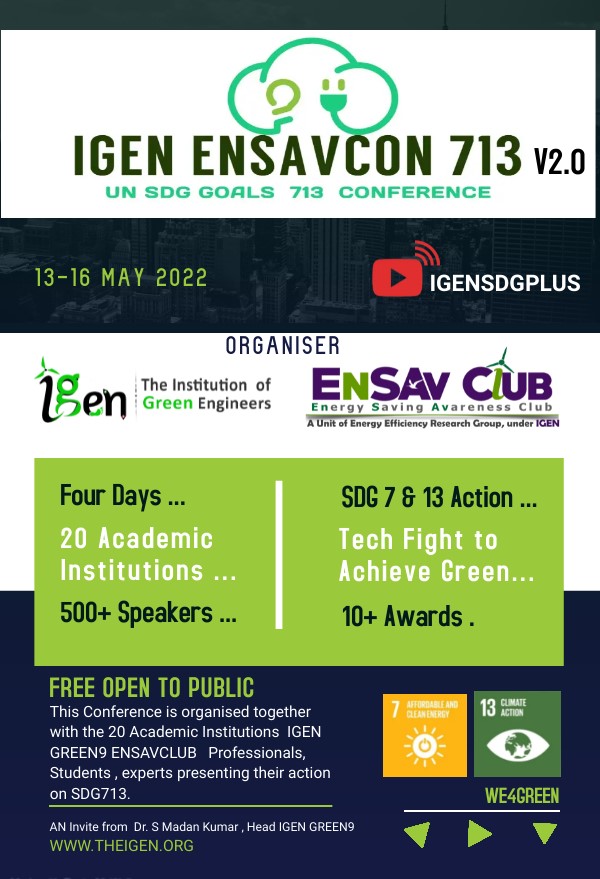 IGEN ENSAVCON 713 V2.0
UN SDG GOALS 713 CONFERENCE
13-16 MAY 2022
IGENSDGPLUS
ORGANISER
igen
The Institution of
Green Engineers
ENSAV CLUB
Energy Saving Avareness Club
A Unit of Energy Efficiency Research Group, under IGEN
Four Days ...
20 Academic
Institutions ...
500+ Speakers ...
SDG 7 & 13 Action ...
Tech Fight to
Achieve Green...
10+ Awards .
FREE OPEN TO PUBLIC
This Conference is organised together
with the 20 Academic Institutions IGEN
GREEN9 ENSAVCLUB Professionals,
Students , experts presenting their action
on SDG713.
AN Invite from Dr. S Madan Kumar , Head IGEN GREEN9
WWW.THEIGEN.ORG
7 AFFORDABLE AND
CLEAN ENERGY
13 CLIMATE
ACTION
WE4GREEN